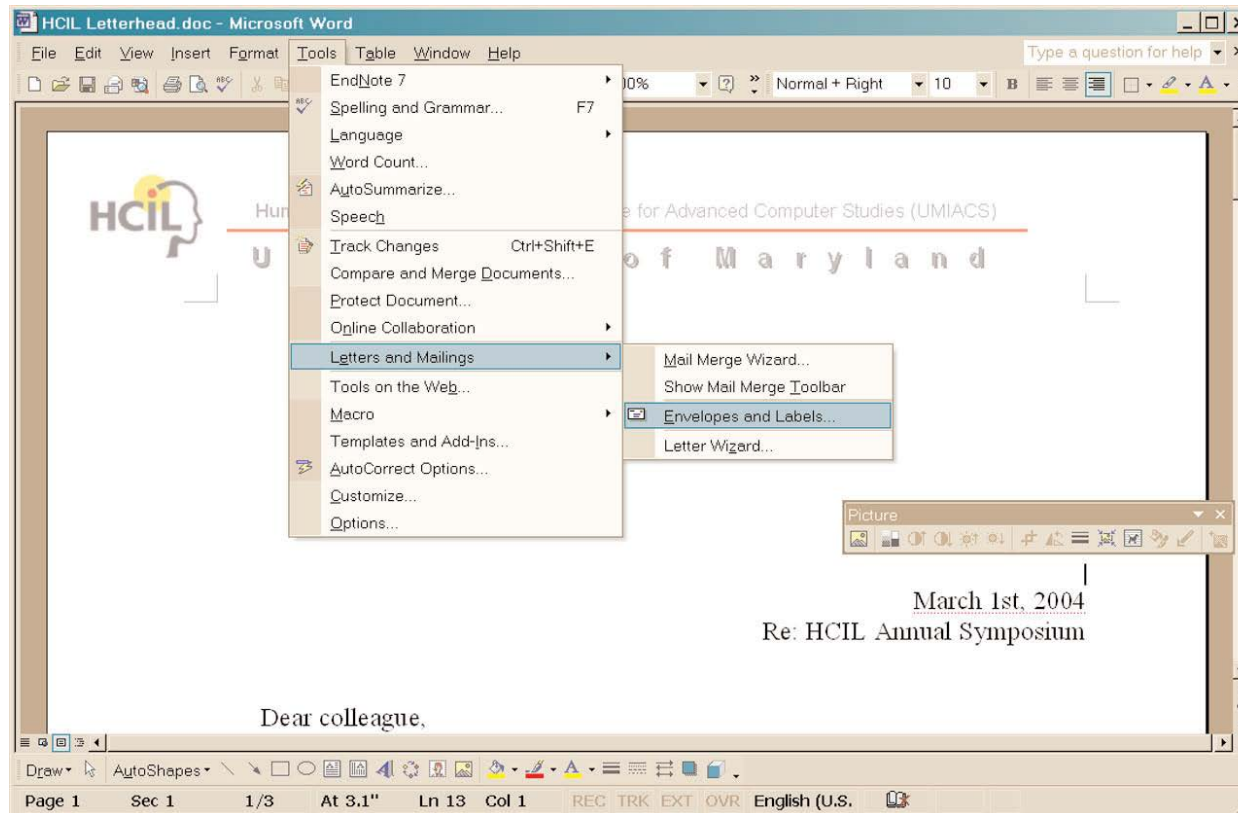 HCIL Letterhead.doc - Microsoft Word
File Edit View Insert Format Tools Table Window Help Type a question for help
00% Normal + Right 10 B
EndNote 7
Spelling and Grammar... F7
Language
Word Count...
AutoSummarize...
Speech
Track Changes Ctrl+Shift+E
Compare and Merge Documents...
Protect Document...
Online Collaboration
Letters and Mailings
Tools on the Web...
Macro
Templates and Add-Ins...
AutoCorrect Options...
Customize...
Options...
Mail Merge Wizard...
Show Mail Merge Toolbar
Envelopes and Labels...
Letter Wizard...
HCIL
Hum e for Advanced Computer Studies (UMIACS)
U of Maryland
Picture
March 1st, 2004
Re: HCIL Annual Symposium
Dear colleague,
Draw AutoShapes
Page 1 Sec 1 1/3 At 3.1" Ln 13 Col 1 REC TRK EXT OVR English (U.S.